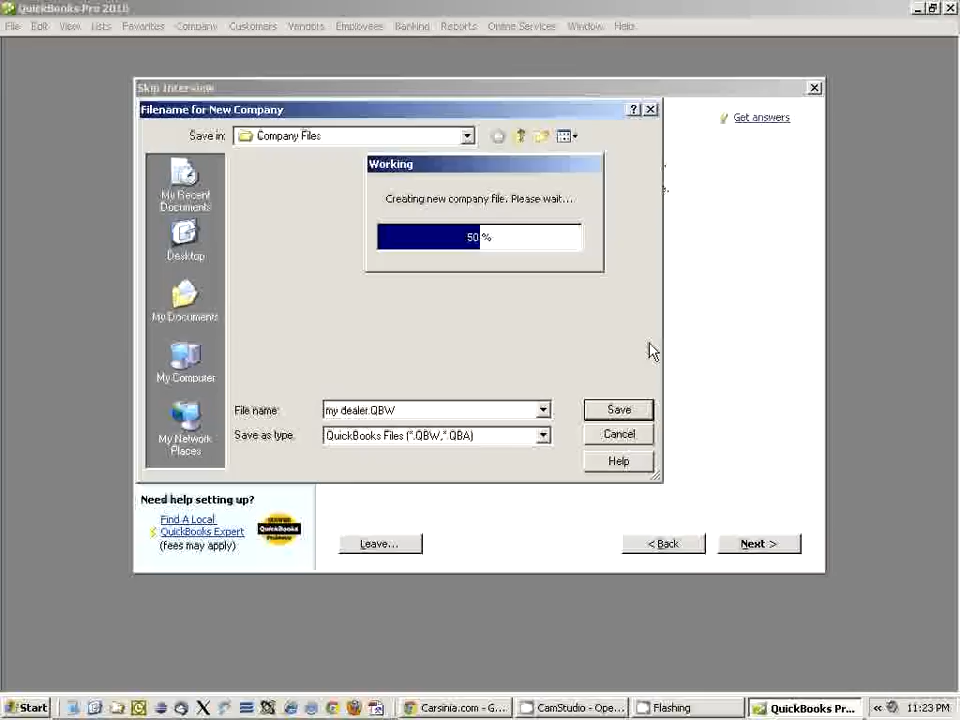 QuickBooks Pro 2010
File Edit View Lists Favorites Company Customers Vendors Employees Banking Reports Online Services Window Help
Skip Interview
Filename for New Company
Get answers
Save in:
Company Files
Working
Creating new company file. Please wait...
50 %
My Recent
Documents
Desktop
My Documents
My Computer
My Network
Places
File name:
my dealer.QBW
Save
Save as type:
QuickBooks Files (*.QBW,*.QBA)
Cancel
Help
Need help setting up?
Find A Local
QuickBooks Expert
(fees may apply)
QuickBooks
Leave...
< Back
Next >
Start
Carsinia.com - G...
CamStudio - Ope...
Flashing
QuickBooks Pr...
11:23 PM